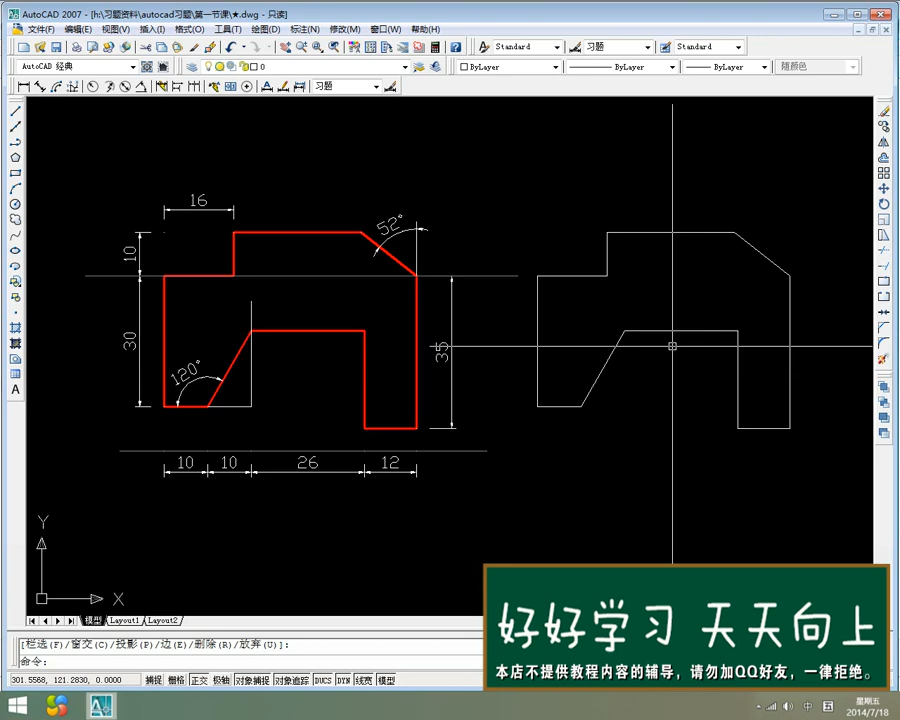 AutoCAD 2007 - [h:\习题资料\autocad习题\第一节课\★.dwg - 只读]
文件(F) 编辑(E) 视图(V) 插入(I) 格式(O) 工具(T) 绘图(D) 标注(N) 修改(M) 窗口(W) 帮助(H)
Standard 习题 Standard
AutoCAD 经典 0 ByLayer ByLayer ByLayer 随颜色
习题
16
52°
10
30
35
120°
10 10 26 12
Y
X
模型 Layout1 Layout2
[栏选(F)/窗交(C)/投影(P)/边(E)/删除(R)/放弃(U)]:
命令:
301.5568, 121.2830, 0.0000 捕捉 栅格 正交 极轴 对象捕捉 对象追踪 DUCS DYN 线宽 模型
好好学习 天天向上
本店不提供教程内容的辅导，请勿加QQ好友，一律拒绝。
中
星期五
2014/7/18